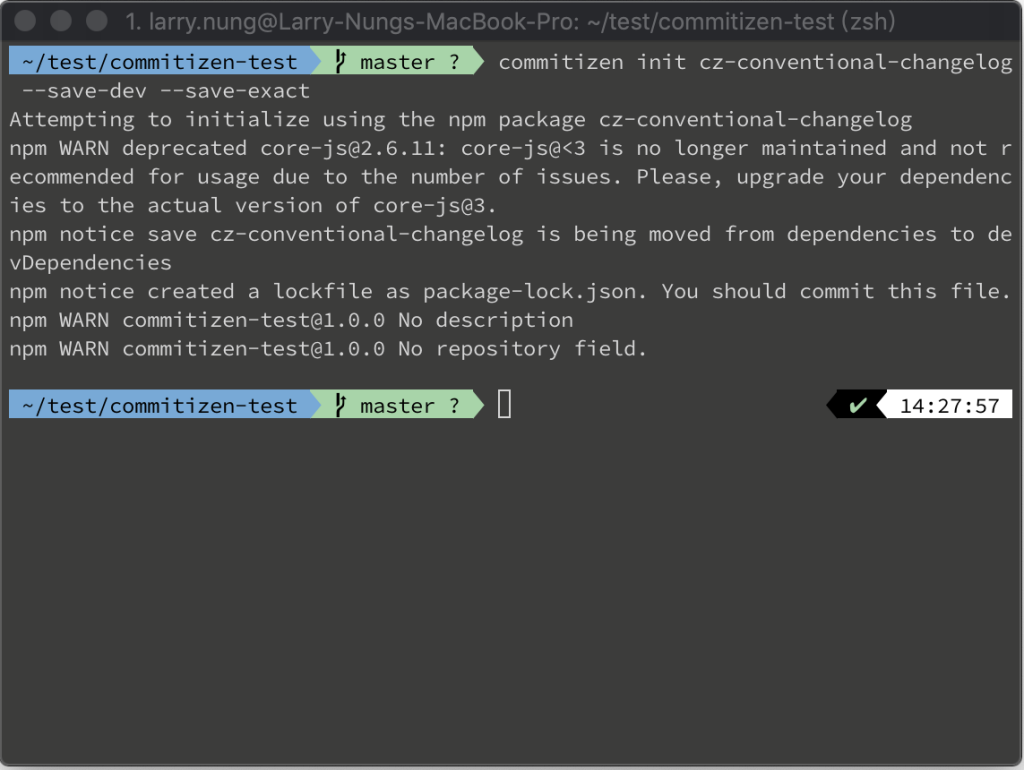 1. larry.nung@Larry-Nungs-MacBook-Pro: ~/test/commitizen-test (zsh)
~/test/commitizen-test master ? commitizen init cz-conventional-changelog
--save-dev --save-exact
Attempting to initialize using the npm package cz-conventional-changelog
npm WARN deprecated core-js@2.6.11: core-js@<3 is no longer maintained and not r
ecommended for usage due to the number of issues. Please, upgrade your dependenc
ies to the actual version of core-js@3.
npm notice save cz-conventional-changelog is being moved from dependencies to de
vDependencies
npm notice created a lockfile as package-lock.json. You should commit this file.
npm WARN commitizen-test@1.0.0 No description
npm WARN commitizen-test@1.0.0 No repository field.
~/test/commitizen-test master ? ✔ 14:27:57